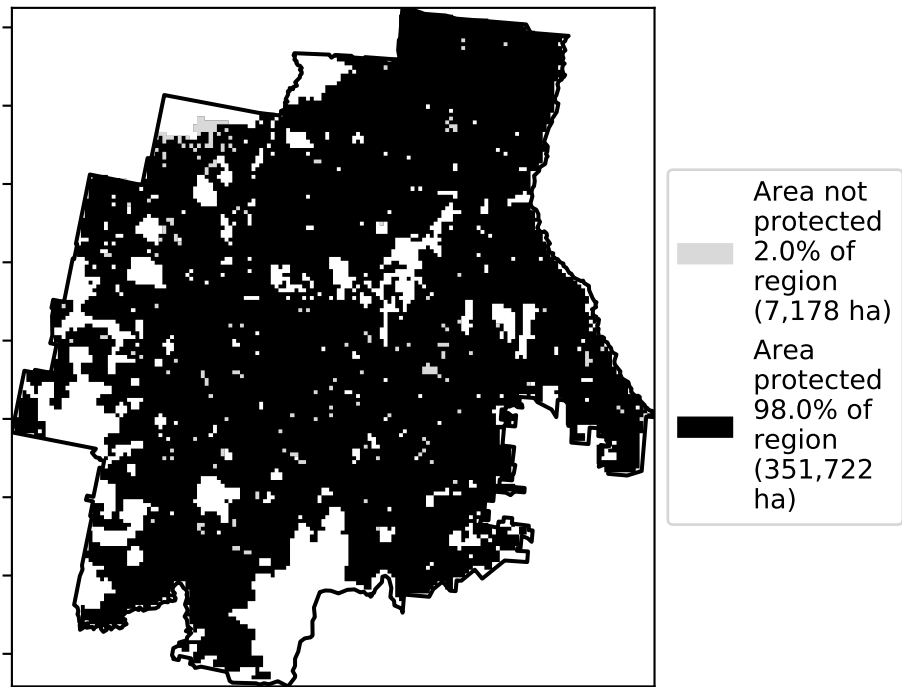 Area not
protected
2.0% of
region
(7,178 ha)
Area
protected
98.0% of
region
(351,722
ha)